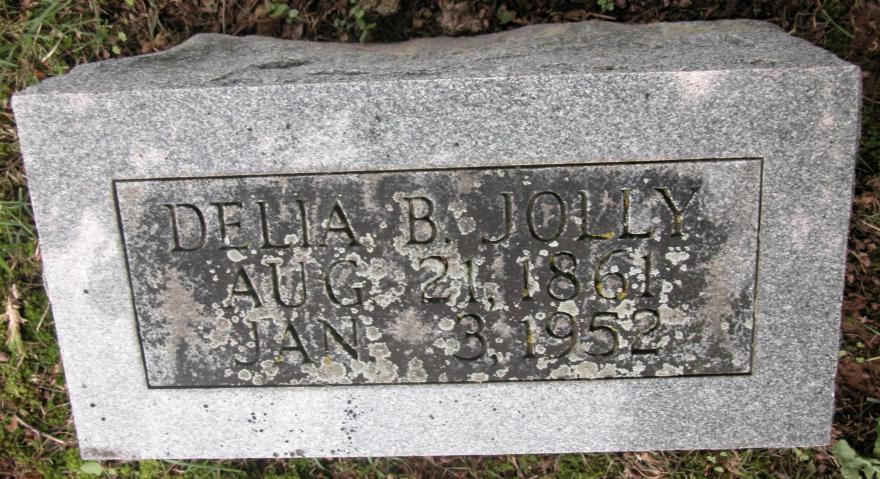 DELIA B. JOLLY
AUG 21, 1861
JAN 3, 1952